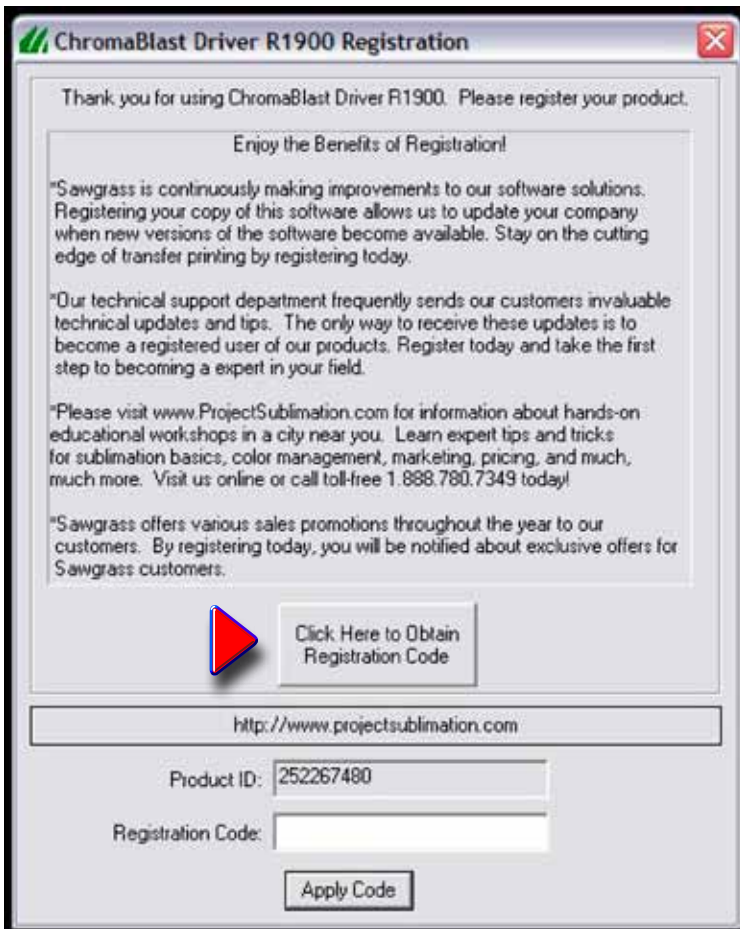 ChromaBlast Driver R1900 Registration
Thank you for using ChromaBlast Driver R1900.  Please register your product.
Enjoy the Benefits of Registration!
*Sawgrass is continuously making improvements to our software solutions.
Registering your copy of this software allows us to update your company
when new versions of the software become available. Stay on the cutting
edge of transfer printing by registering today.
*Our technical support department frequently sends our customers invaluable
technical updates and tips.  The only way to receive these updates is to
become a registered user of our products. Register today and take the first
step to becoming a expert in your field.
*Please visit www.ProjectSublimation.com for information about hands-on
educational workshops in a city near you.  Learn expert tips and tricks
for sublimation basics, color management, marketing, pricing, and much,
much more.  Visit us online or call toll-free 1.888.780.7349 today!
*Sawgrass offers various sales promotions throughout the year to our
customers.  By registering today, you will be notified about exclusive offers for
Sawgrass customers.
Click Here to Obtain
Registration Code
http://www.projectsublimation.com
Product ID: 252267480
Registration Code:
Apply Code